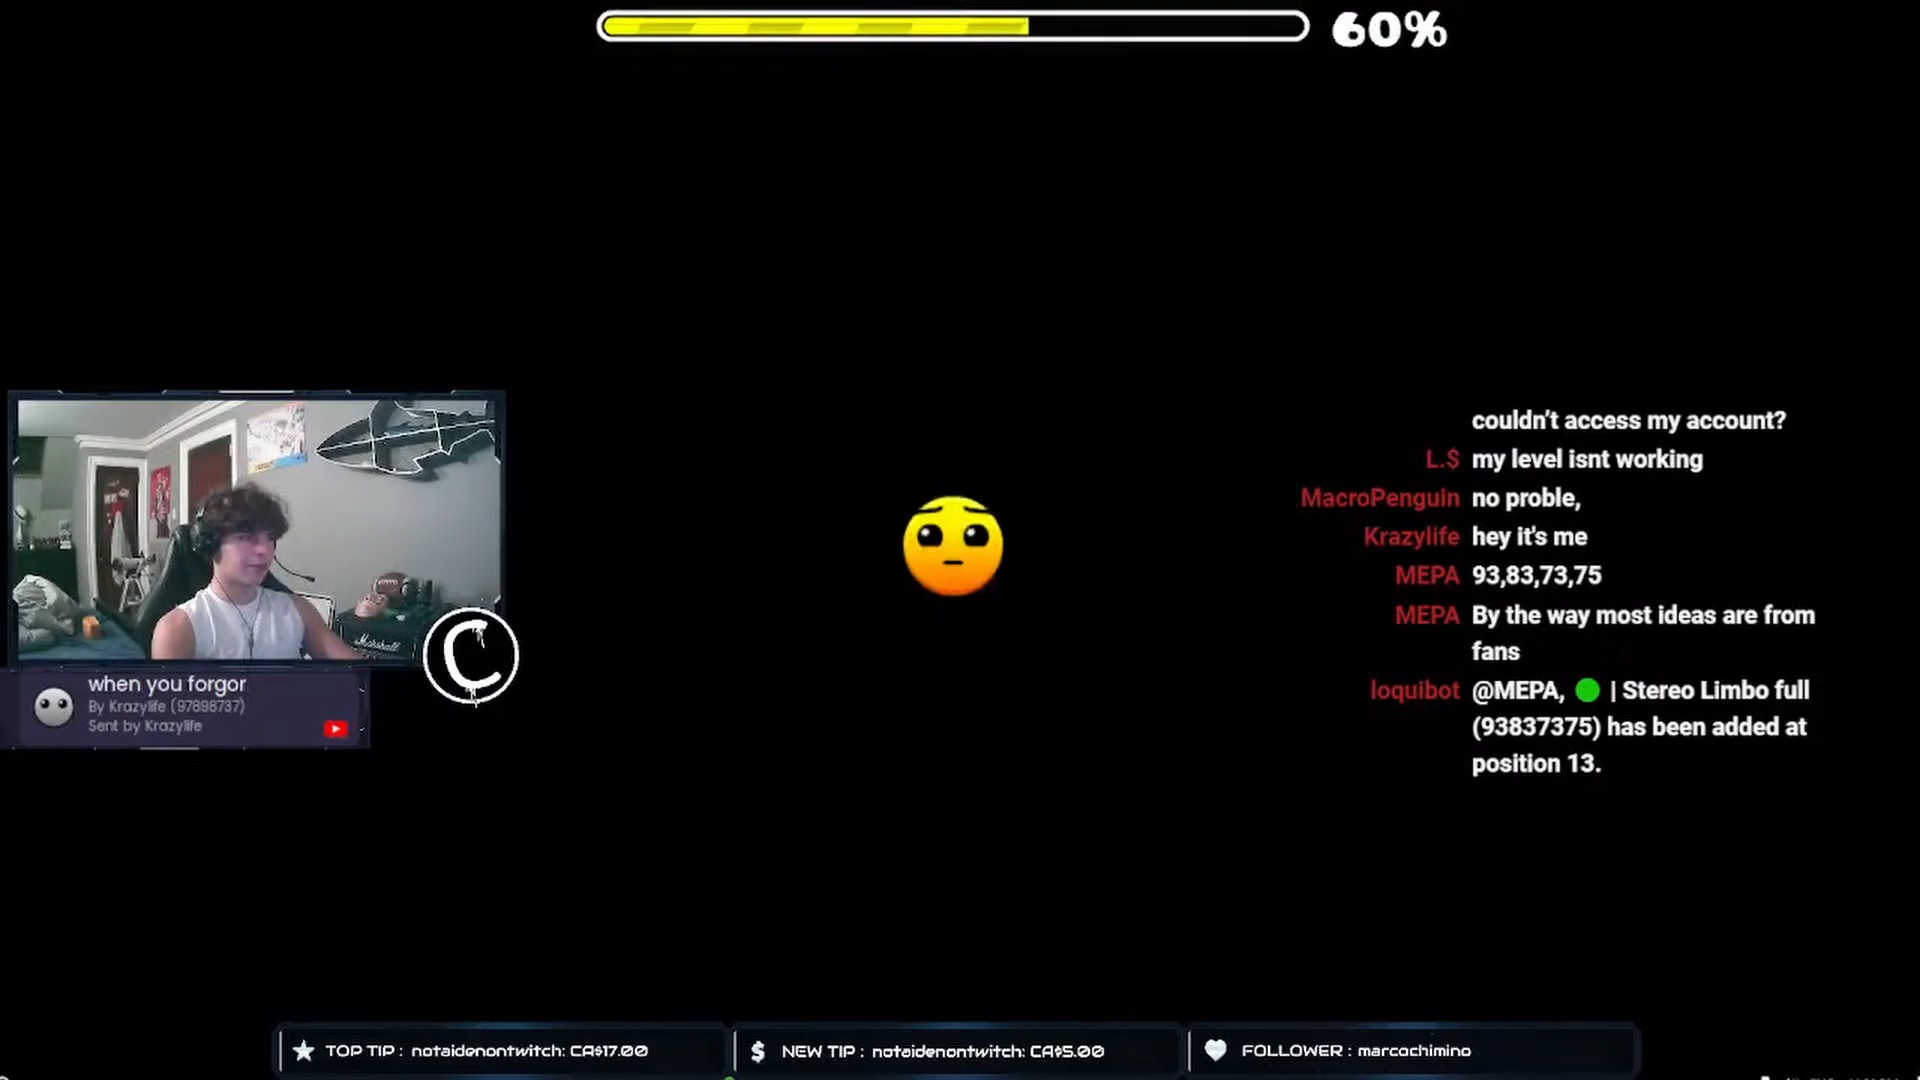 60%
couldn't access my account?
L.$ my level isnt working
MacroPenguin no proble,
Krazylife hey it's me
MEPA 93,83,73,75
MEPA By the way most ideas are from
fans
loquibot @MEPA, 🟢 | Stereo Limbo full
(93837375) has been added at
position 13.
Marshall
C
when you forgor
By Krazylife (97898737)
Sent by Krazylife
TOP TIP : notaidenontwitch: CA$17.00
NEW TIP : notaidenontwitch: CA$5.00
FOLLOWER : marcochimino